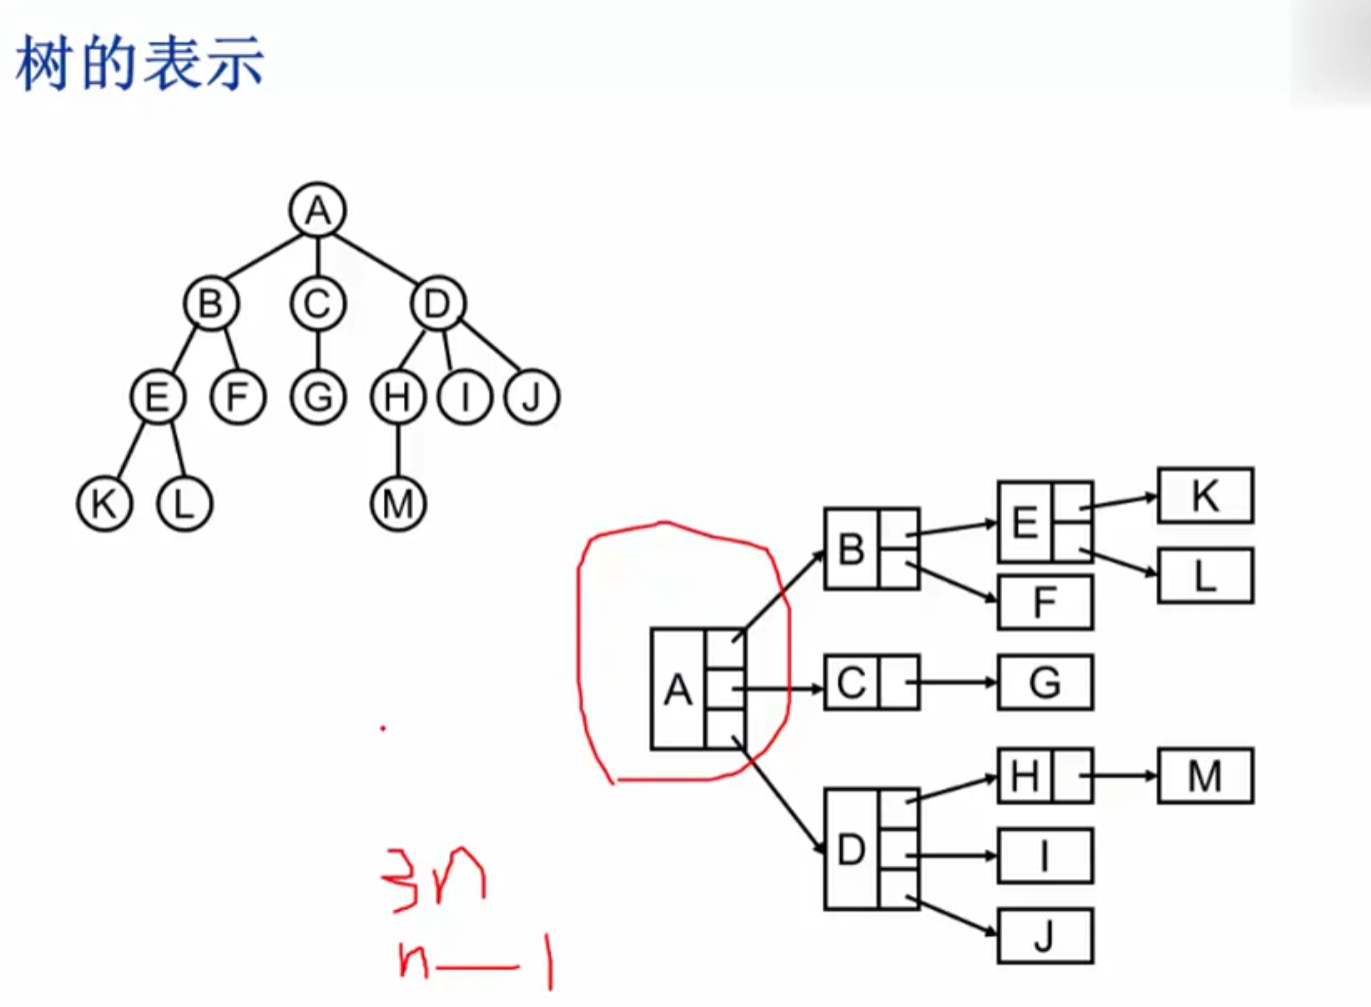 树的表示
A
B C D
E F G H I J
K L M
K
B E L
F
A C G
H M
D I
J
3n
n—1